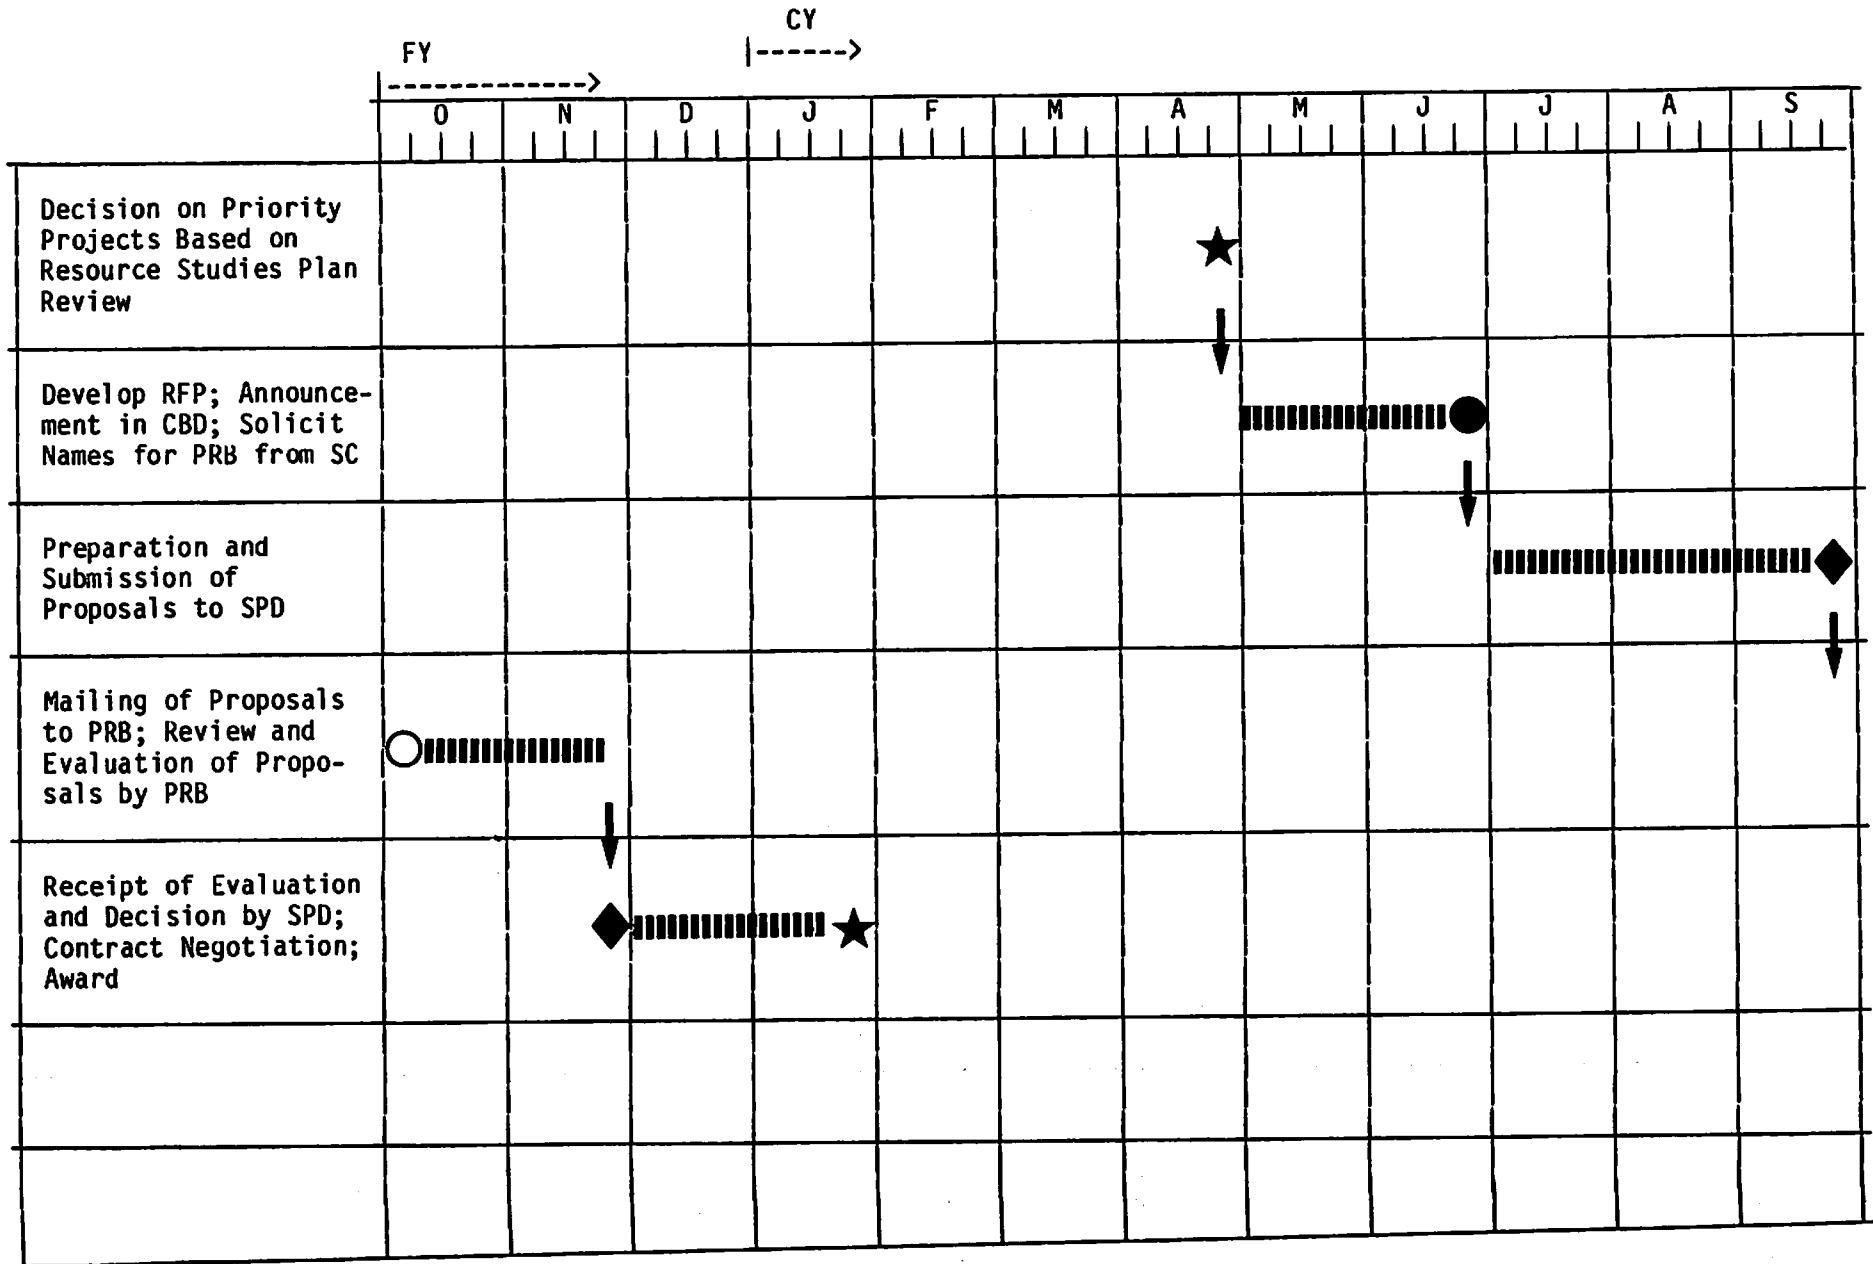 CY
|------>
FY
-------------->
O N D J F M A M J J A S
Decision on Priority
Projects Based on
Resource Studies Plan
Review
Develop RFP; Announce-
ment in CBD; Solicit
Names for PRB from SC
Preparation and
Submission of
Proposals to SPD
Mailing of Proposals
to PRB; Review and
Evaluation of Propo-
sals by PRB
Receipt of Evaluation
and Decision by SPD;
Contract Negotiation;
Award